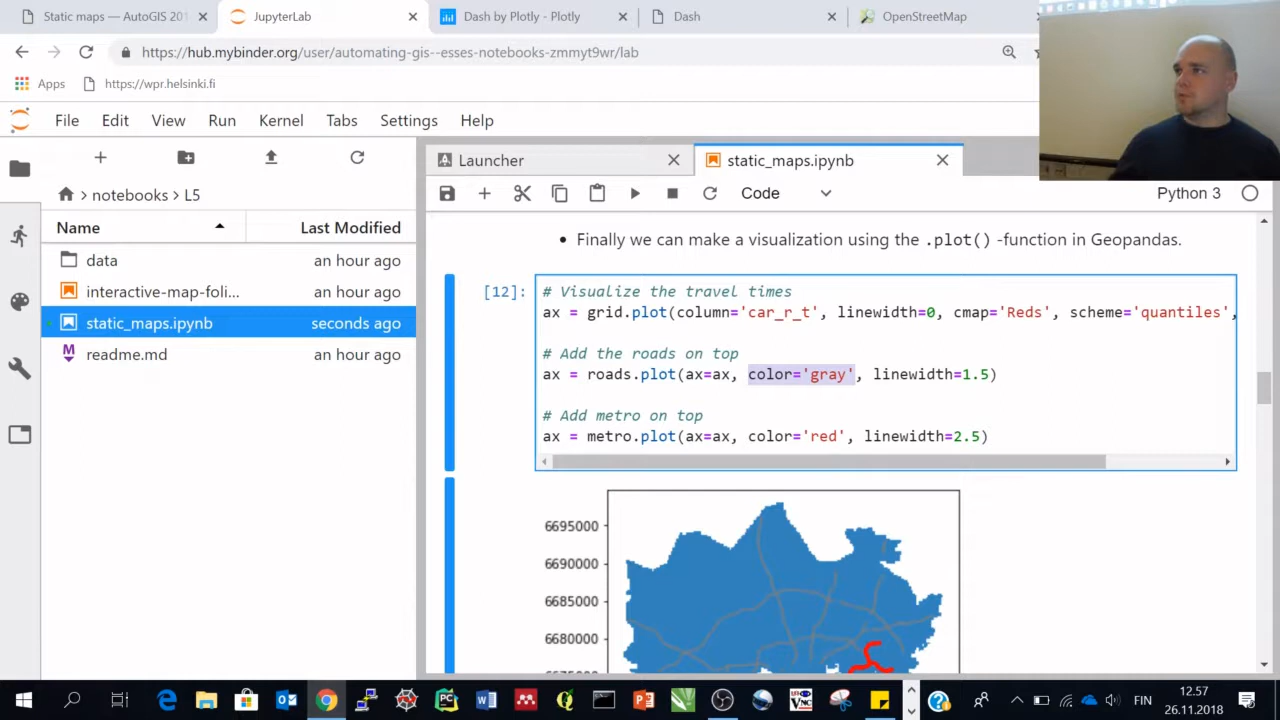 Static maps — AutoGIS 201
JupyterLab
Dash by Plotly - Plotly
Dash
OpenStreetMap
https://hub.mybinder.org/user/automating-gis--esses-notebooks-zmmyt9wr/lab
Apps
https://wpr.helsinki.fi
File Edit View Run Kernel Tabs Settings Help
Launcher
static_maps.ipynb
notebooks > L5
Code
Python 3
Name
Last Modified
data
an hour ago
interactive-map-foli...
an hour ago
static_maps.ipynb
seconds ago
readme.md
an hour ago
• Finally we can make a visualization using the .plot() -function in Geopandas.
[12]:
# Visualize the travel times
ax = grid.plot(column='car_r_t', linewidth=0, cmap='Reds', scheme='quantiles',
# Add the roads on top
ax = roads.plot(ax=ax, color='gray', linewidth=1.5)
# Add metro on top
ax = metro.plot(ax=ax, color='red', linewidth=2.5)
6695000
6690000
6685000
6680000
FIN
12.57
26.11.2018